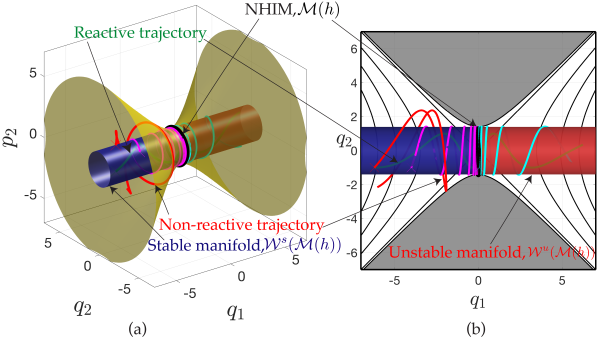 NHIM, M(h)
Reactive trajectory
5
0
-5
p₂
5
0
-5
q₂
-5
0
5
q₁
Non-reactive trajectory
Stable manifold, Wˢ(M(h))
(a)
6
4
2
q₂
0
-2
-4
-6
Unstable manifold, Wᵘ(M(h))
-5
0
5
q₁
(b)